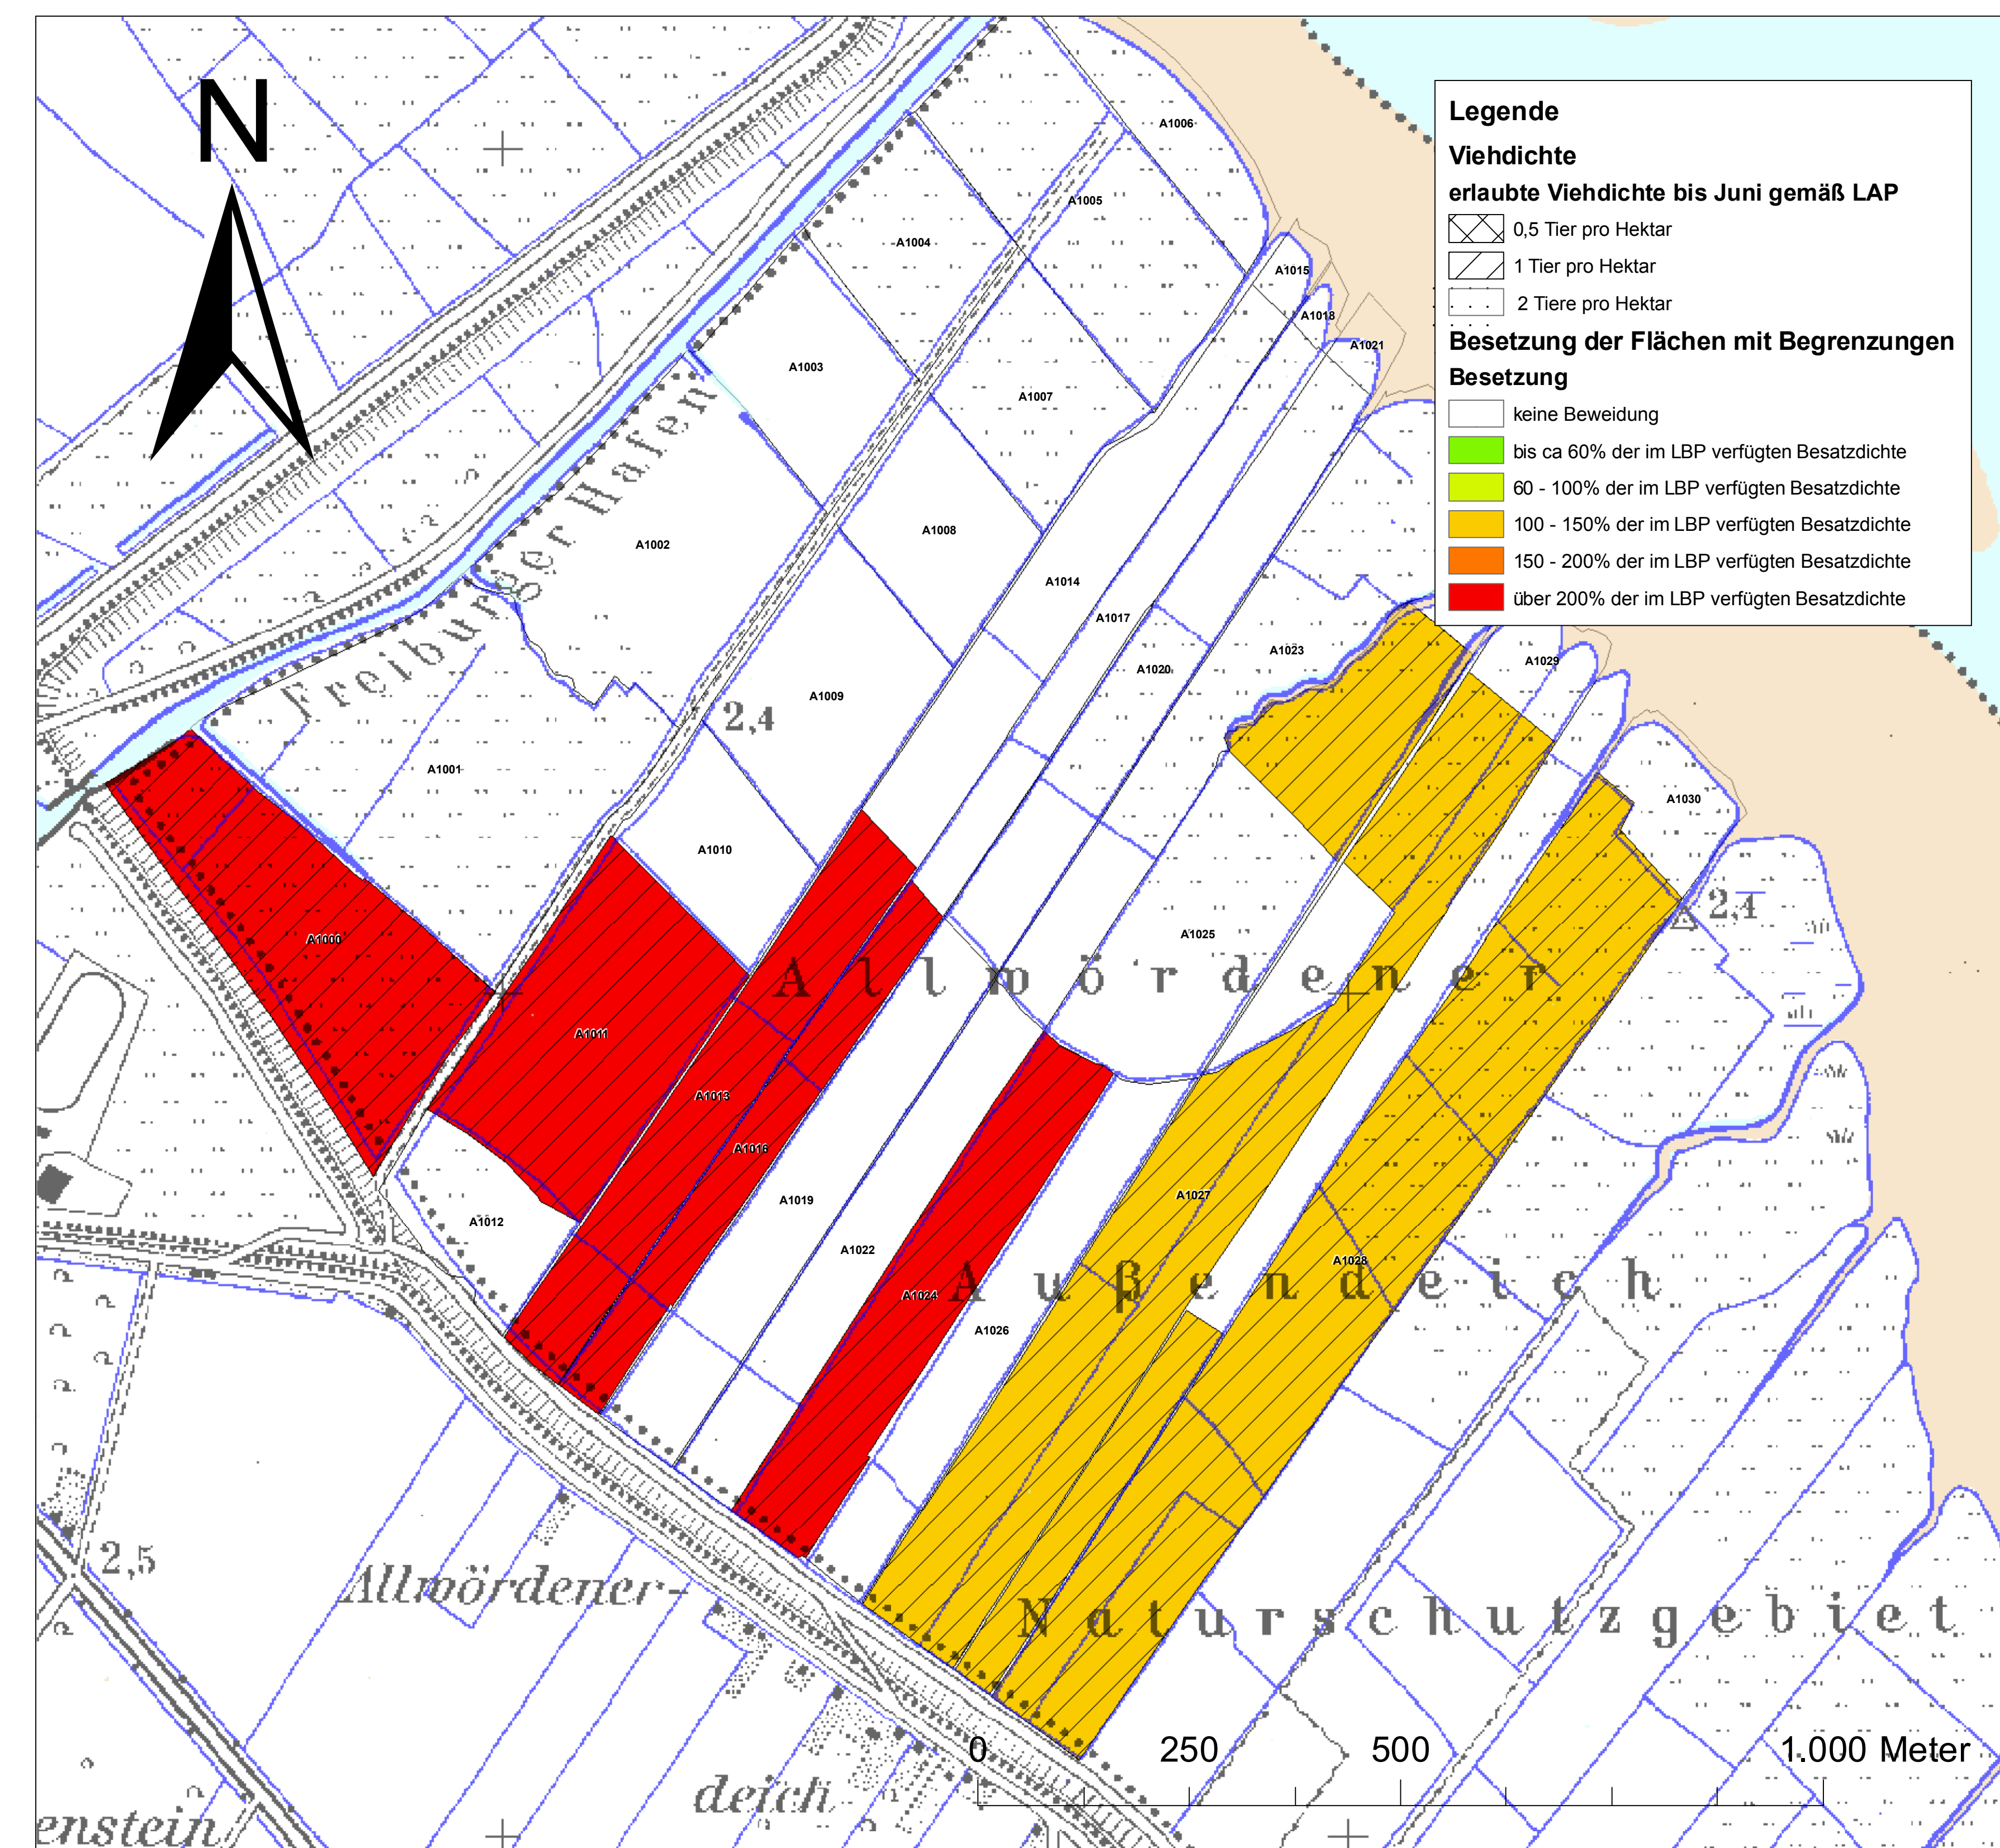 N
Legende
Viehdichte
erlaubte Viehdichte bis Juni gemäß LAP
0,5 Tier pro Hektar
1 Tier pro Hektar
2 Tiere pro Hektar
Besetzung der Flächen mit Begrenzungen
Besetzung
keine Beweidung
bis ca 60% der im LBP verfügten Besatzdichte
60 - 100% der im LBP verfügten Besatzdichte
100 - 150% der im LBP verfügten Besatzdichte
150 - 200% der im LBP verfügten Besatzdichte
über 200% der im LBP verfügten Besatzdichte
A1006
A1005
A1004
A1015
A1018
A1021
A1003
A1007
Freiburger Hafen
A1002
A1008
A1014
A1017
A1020
A1023
A1029
A1009
2,4
A1001
A1030
A1010
2,4
A1000
A1025
Allwördener
A1011
A1013
A1016
A1027
A1019
A1012
A1022
A1028
Außendeich
A1024
A1026
2,5
Allwördener-
Naturschutzgebiet
deich
enstein
0 250 500 1.000 Meter